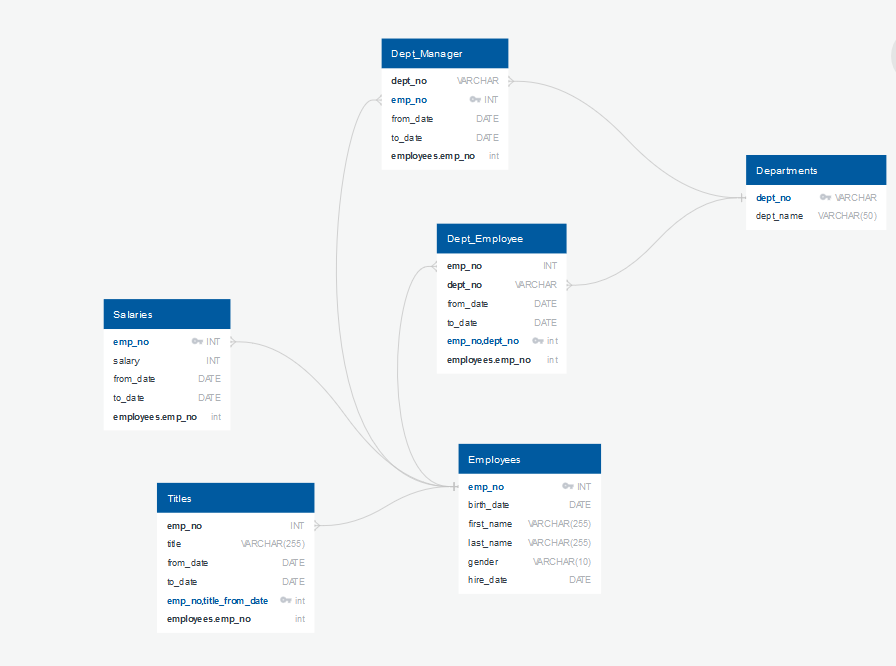 Dept_Manager
dept_no VARCHAR
emp_no INT
from_date DATE
to_date DATE
employees.emp_no int
Departments
dept_no VARCHAR
dept_name VARCHAR(50)
Dept_Employee
emp_no INT
dept_no VARCHAR
from_date DATE
to_date DATE
emp_no,dept_no int
employees.emp_no int
Salaries
emp_no INT
salary INT
from_date DATE
to_date DATE
employees.emp_no int
Employees
emp_no INT
birth_date DATE
first_name VARCHAR(255)
last_name VARCHAR(255)
gender VARCHAR(10)
hire_date DATE
Titles
emp_no INT
title VARCHAR(255)
from_date DATE
to_date DATE
emp_no,title_from_date int
employees.emp_no int